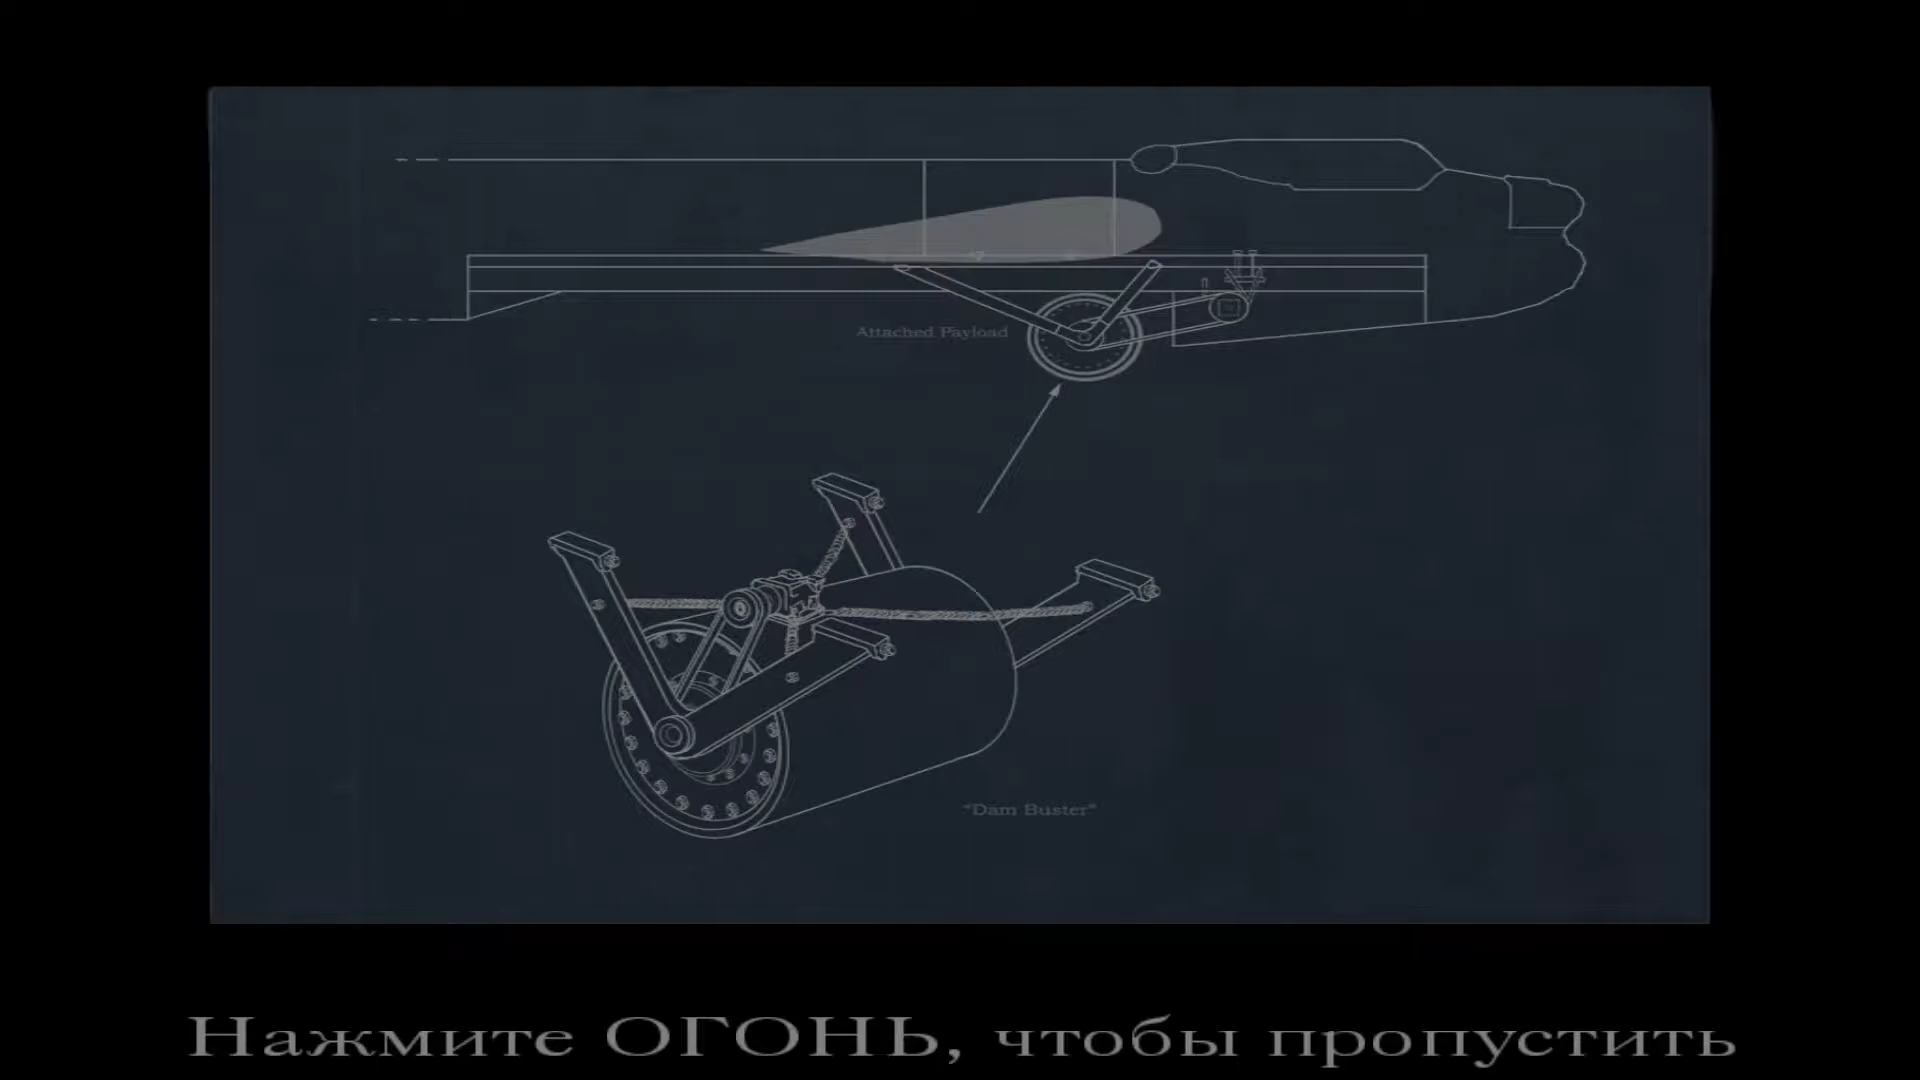 Attached Payload
"Dam Buster"
Нажмите ОГОНЬ, чтобы пропустить